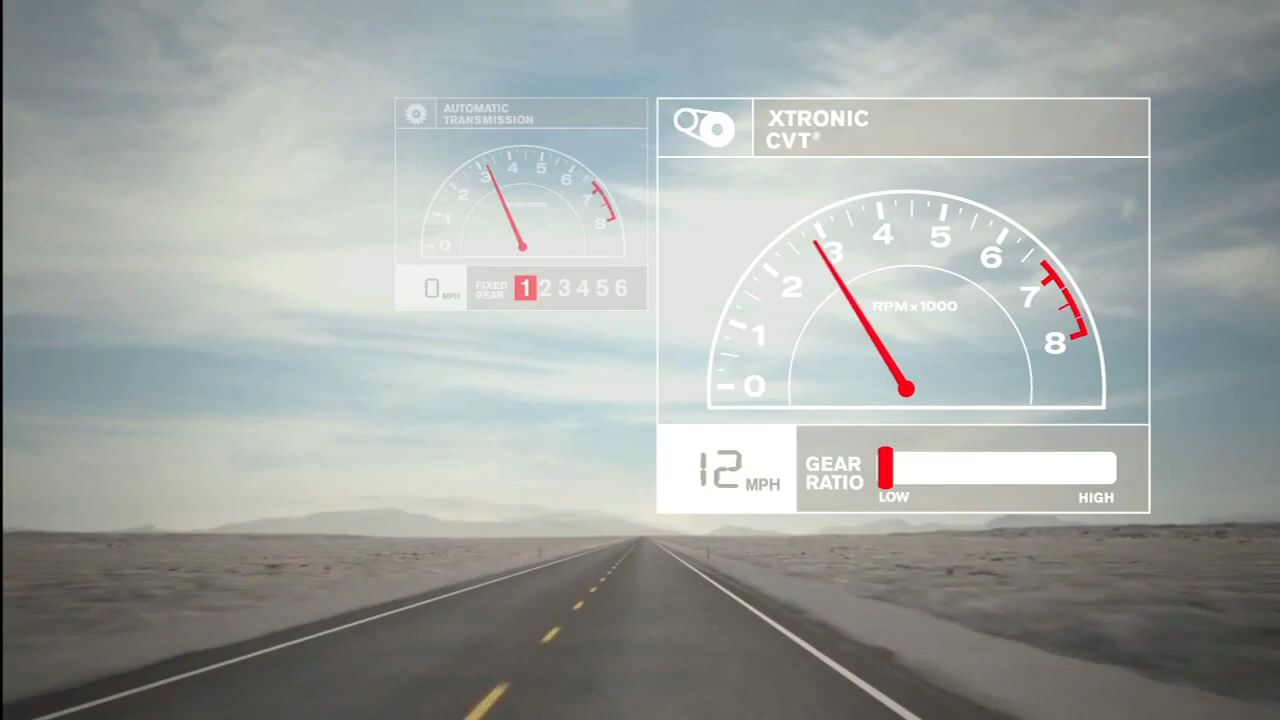 AUTOMATIC
TRANSMISSION
0 1 2 3 4 5 6 7 8
RPM x 1000
0 MPH
FIXED
GEAR
1 2 3 4 5 6
XTRONIC
CVT®
0 1 2 3 4 5 6 7 8
RPM x 1000
12 MPH
GEAR
RATIO
LOW
HIGH